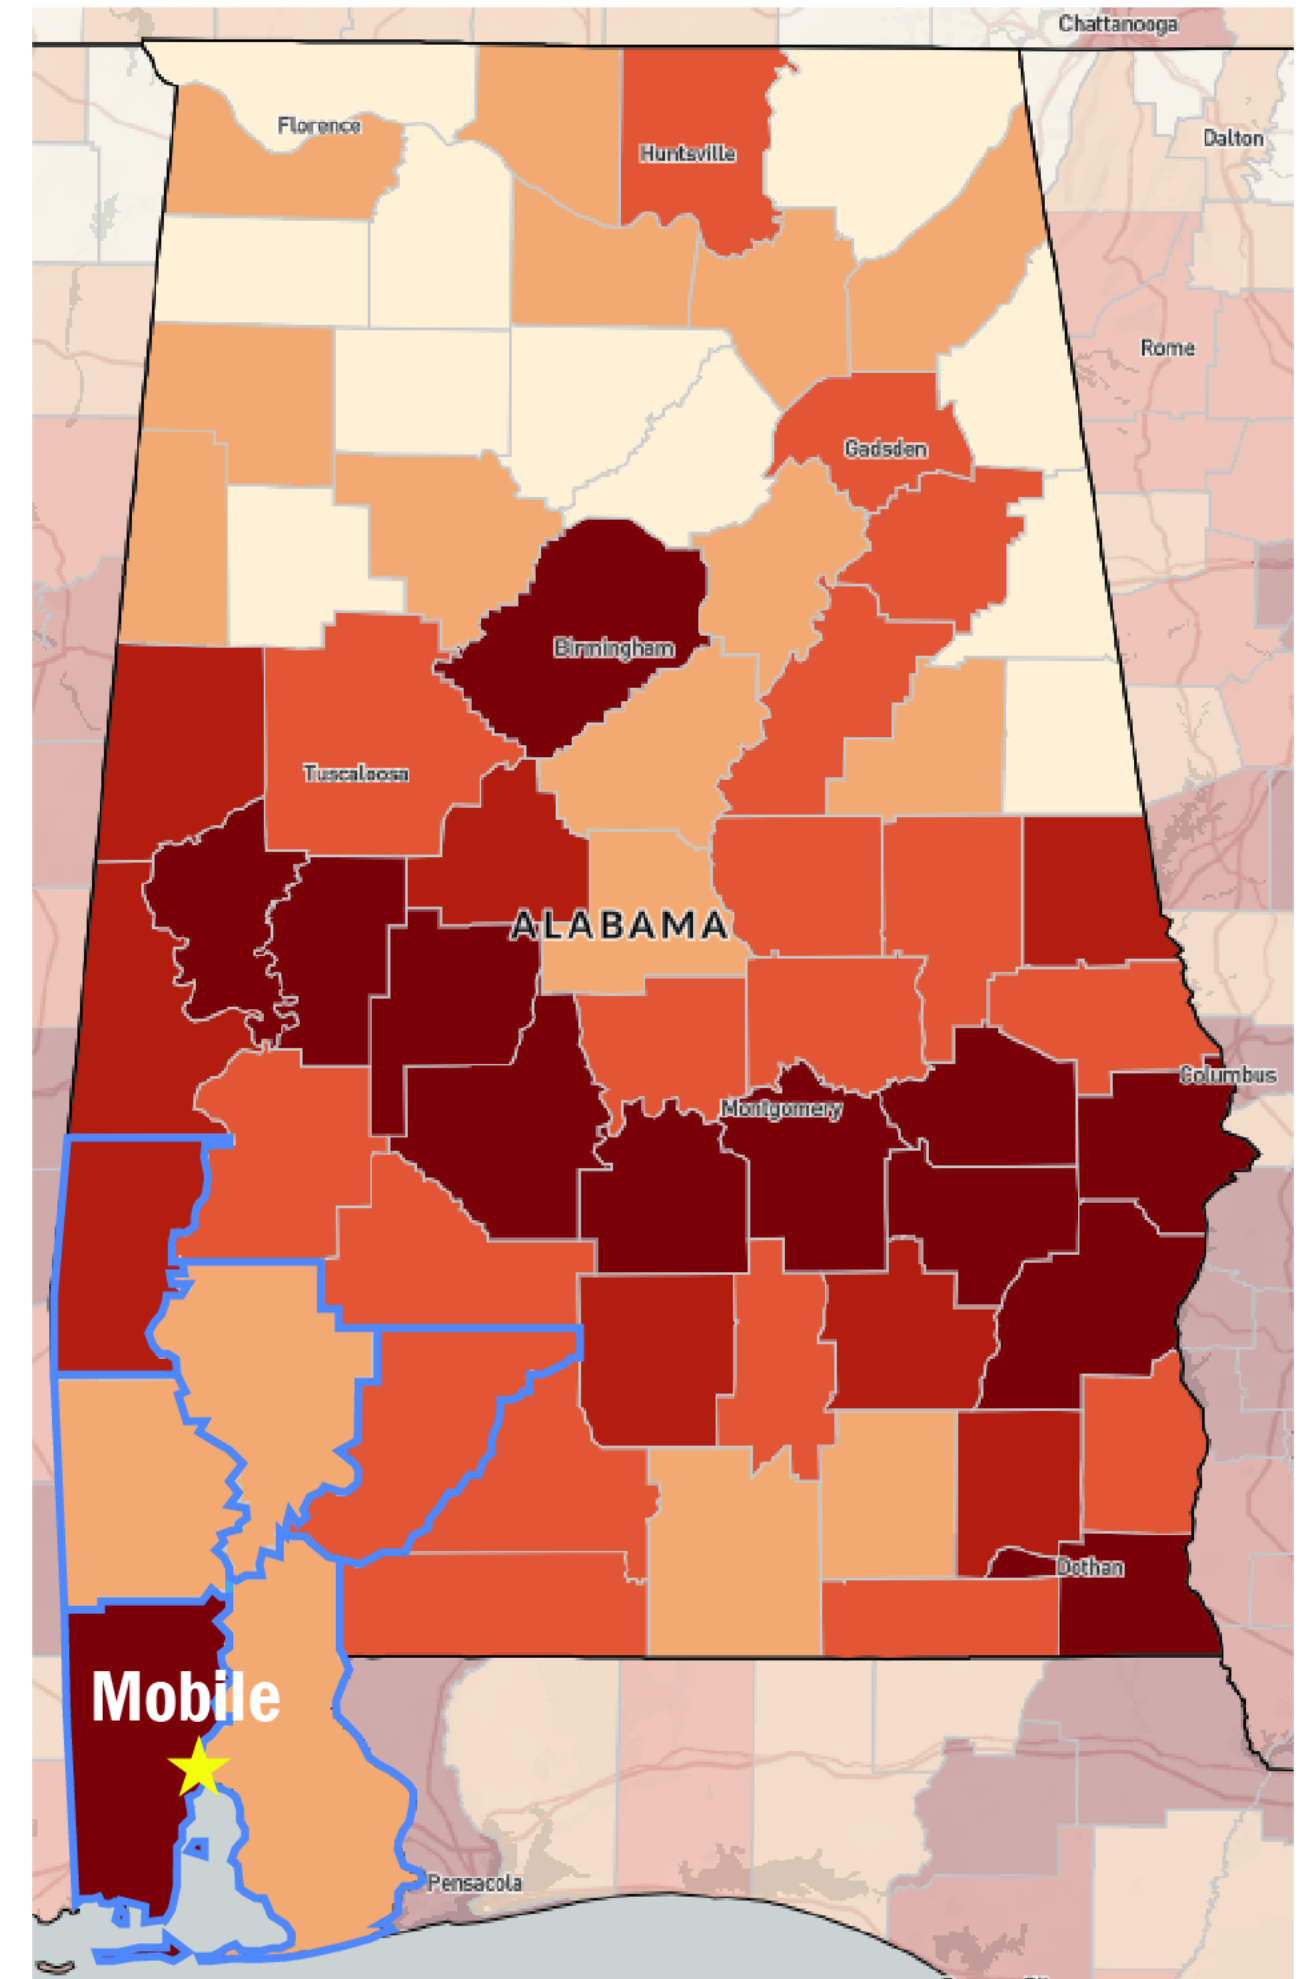 Chattanooga
Florence
Dalton
Huntsville
Rome
Gadsden
Birmingham
Tuscaloosa
ALABAMA
Columbus
Montgomery
Dothan
Mobile
Pensacola